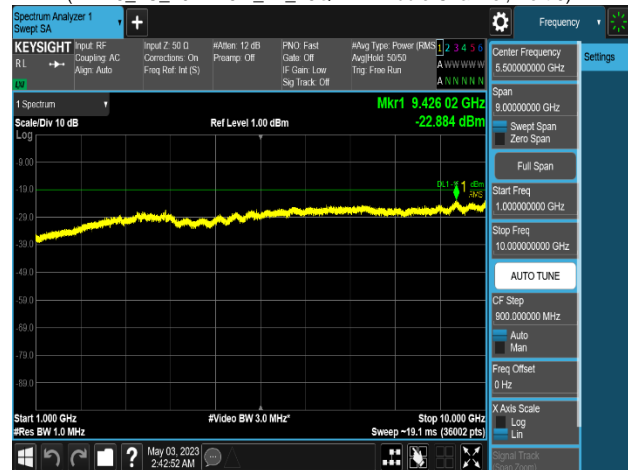 Spectrum Analyzer 1
Swept SA
Frequency
KEYSIGHT
RL
LXI
Input: RF
Coupling: AC
Align: Auto
Input Z: 50 Ω
Corrections: On
Freq Ref: Int (S)
#Atten: 12 dB
Preamp: Off
PNO: Fast
Gate: Off
IF Gain: Low
Sig Track: Off
#Avg Type: Power (RMS
Avg|Hold: 50/50
Trig: Free Run
1 2 3 4 5 6
A W W W W W
A N N N N N
1 Spectrum
Scale/Div 10 dB
Log
Ref Level 1.00 dBm
Mkr1 9.426 02 GHz
-22.884 dBm
-9.00
-19.0
-29.0
-39.0
-49.0
-59.0
-69.0
-79.0
-89.0
1
dBm
RMS
Start 1.000 GHz
#Res BW 1.0 MHz
#Video BW 3.0 MHz*
Stop 10.000 GHz
Sweep ~19.1 ms (36002 pts)
May 03, 2023
2:42:52 AM
Settings
Center Frequency
5.500000000 GHz
Span
9.00000000 GHz
Swept Span
Zero Span
Full Span
Start Freq
1.000000000 GHz
Stop Freq
10.000000000 GHz
AUTO TUNE
CF Step
900.000000 MHz
Auto
Man
Freq Offset
0 Hz
X Axis Scale
Log
Lin
Signal Track
(Span Zoom)